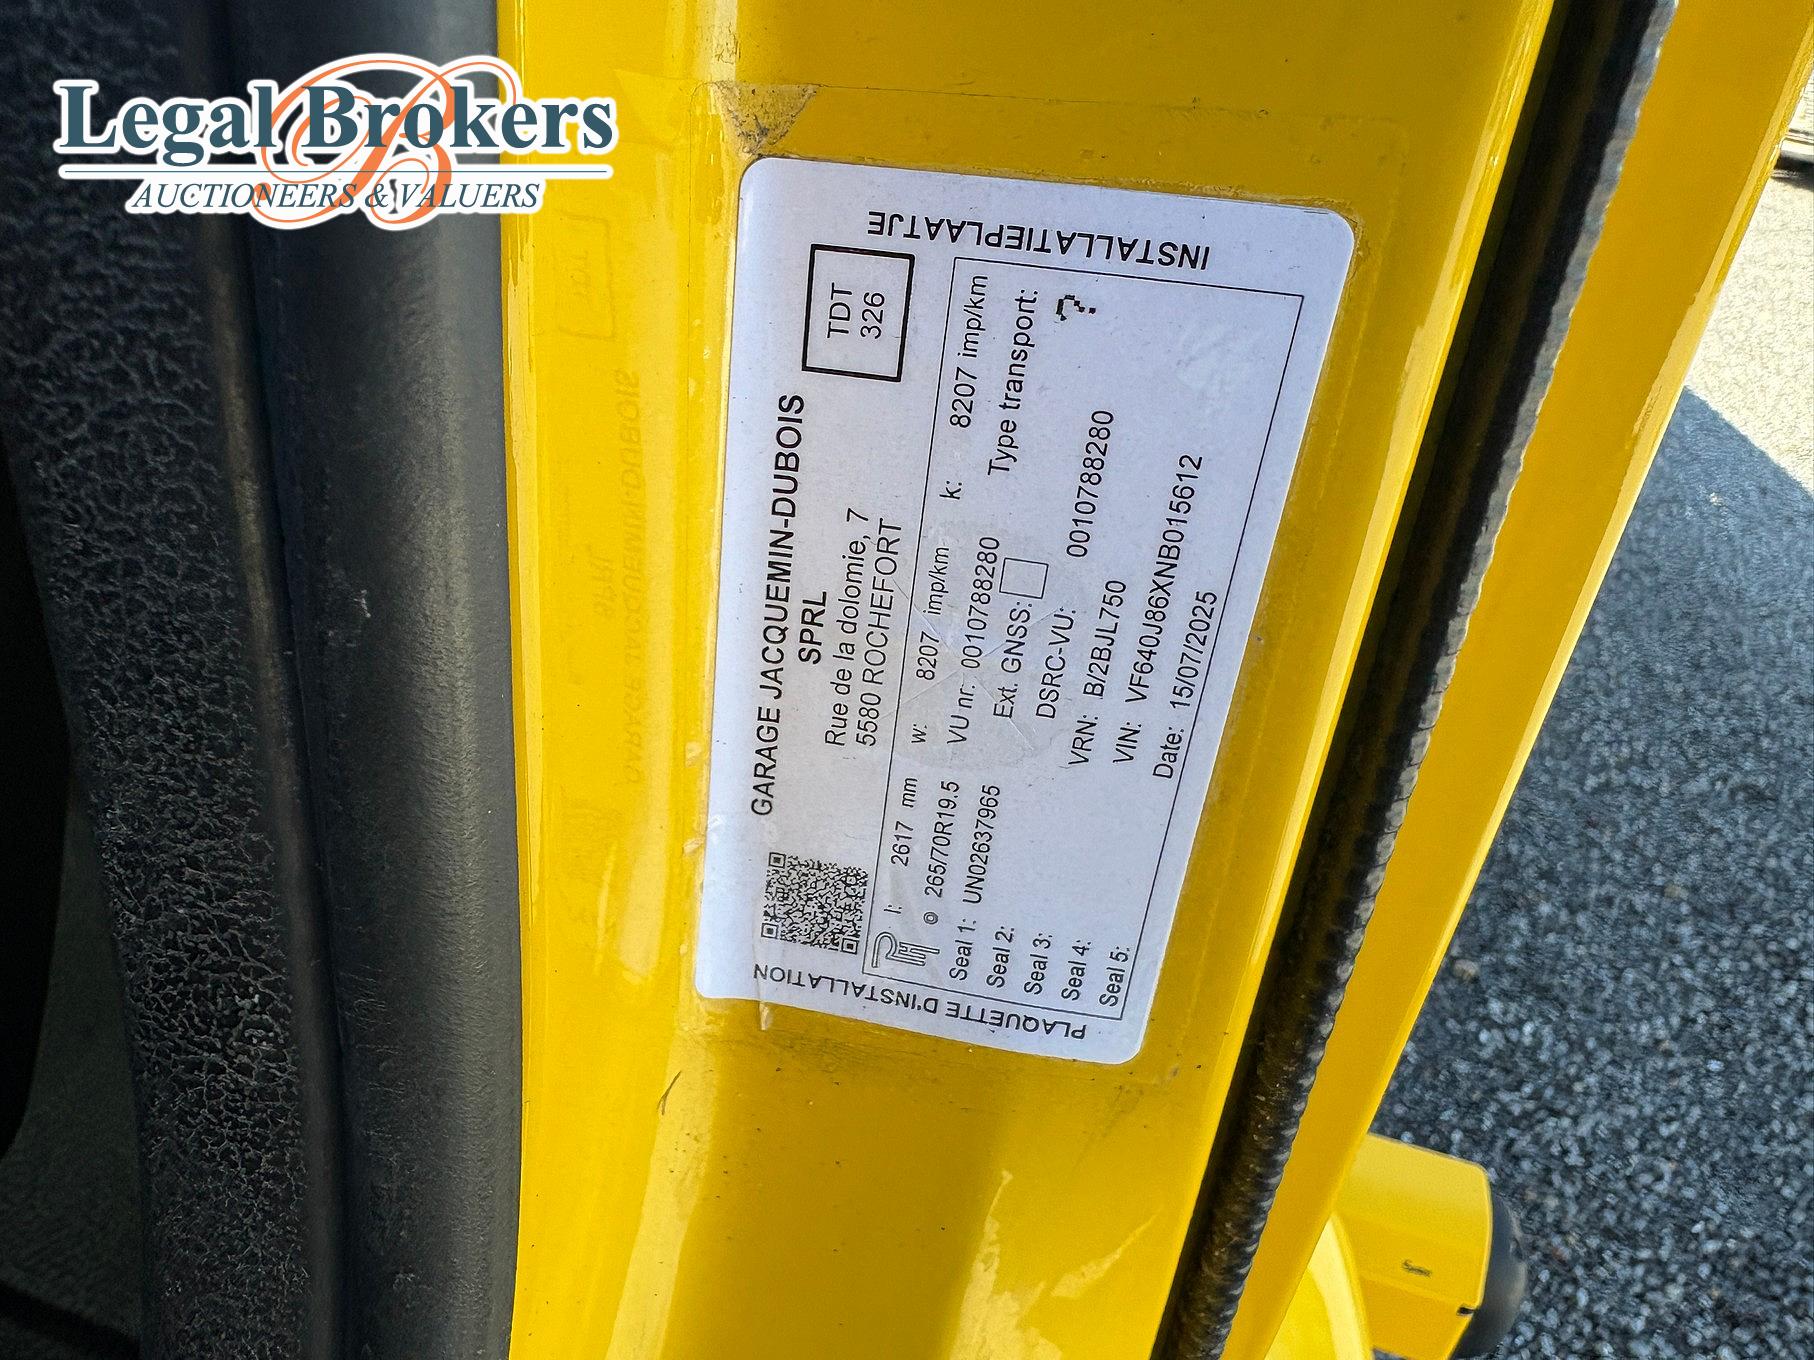 Legal Brokers
AUCTIONEERS & VALUERS
INSTALLATIEPLAATJE
PLAQUETTE D'INSTALLATION
GARAGE JACQUEMIN-DUBOIS
SPRL
Rue de la dolomie, 7
5580 ROCHEFORT
TDT
326
l: 2617 mm w: 8207 imp/km k: 8207 imp/km
265/70R19.5 VU nr: 0010788280 Type transport:
Seal 1: UN02637965 Ext. GNSS: ?
Seal 2: DSRC-VU: 0010788280
Seal 3: VRN: B/2BJL750
Seal 4: VIN: VF640J86XNB015612
Seal 5: Date: 15/07/2025